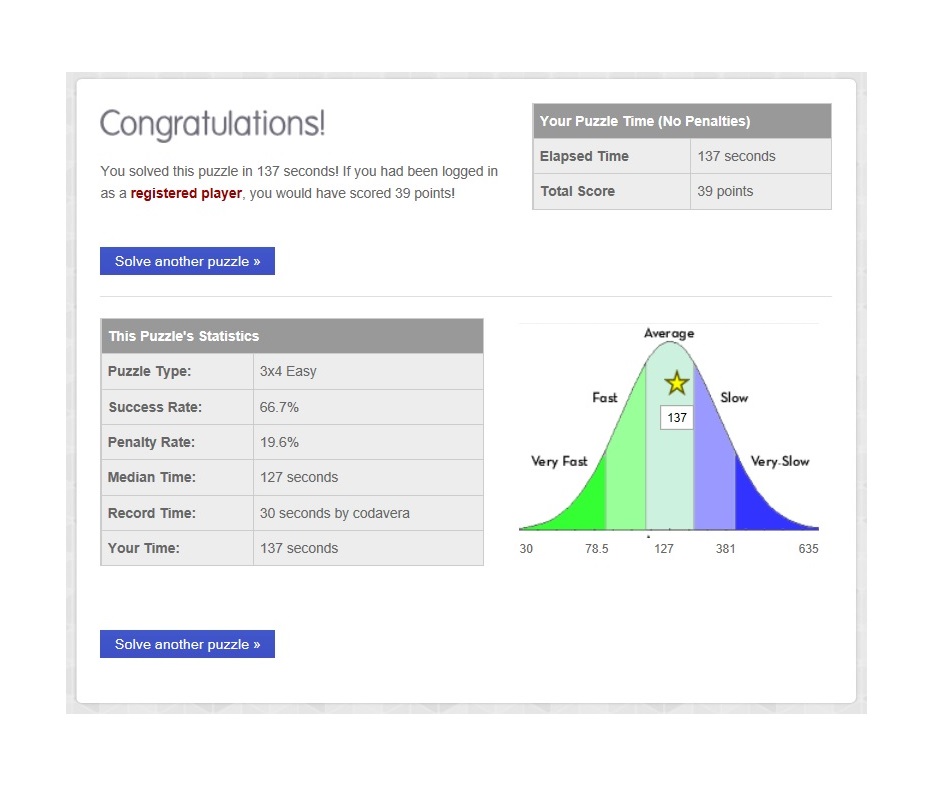 Congratulations!
You solved this puzzle in 137 seconds! If you had been logged in
as a registered player, you would have scored 39 points!
Your Puzzle Time (No Penalties)
Elapsed Time 137 seconds
Total Score 39 points
Solve another puzzle »
This Puzzle's Statistics
Puzzle Type: 3x4 Easy
Success Rate: 66.7%
Penalty Rate: 19.6%
Median Time: 127 seconds
Record Time: 30 seconds by codavera
Your Time: 137 seconds
Average
Fast Slow
137
Very Fast Very Slow
30 78.5 127 381 635
Solve another puzzle »